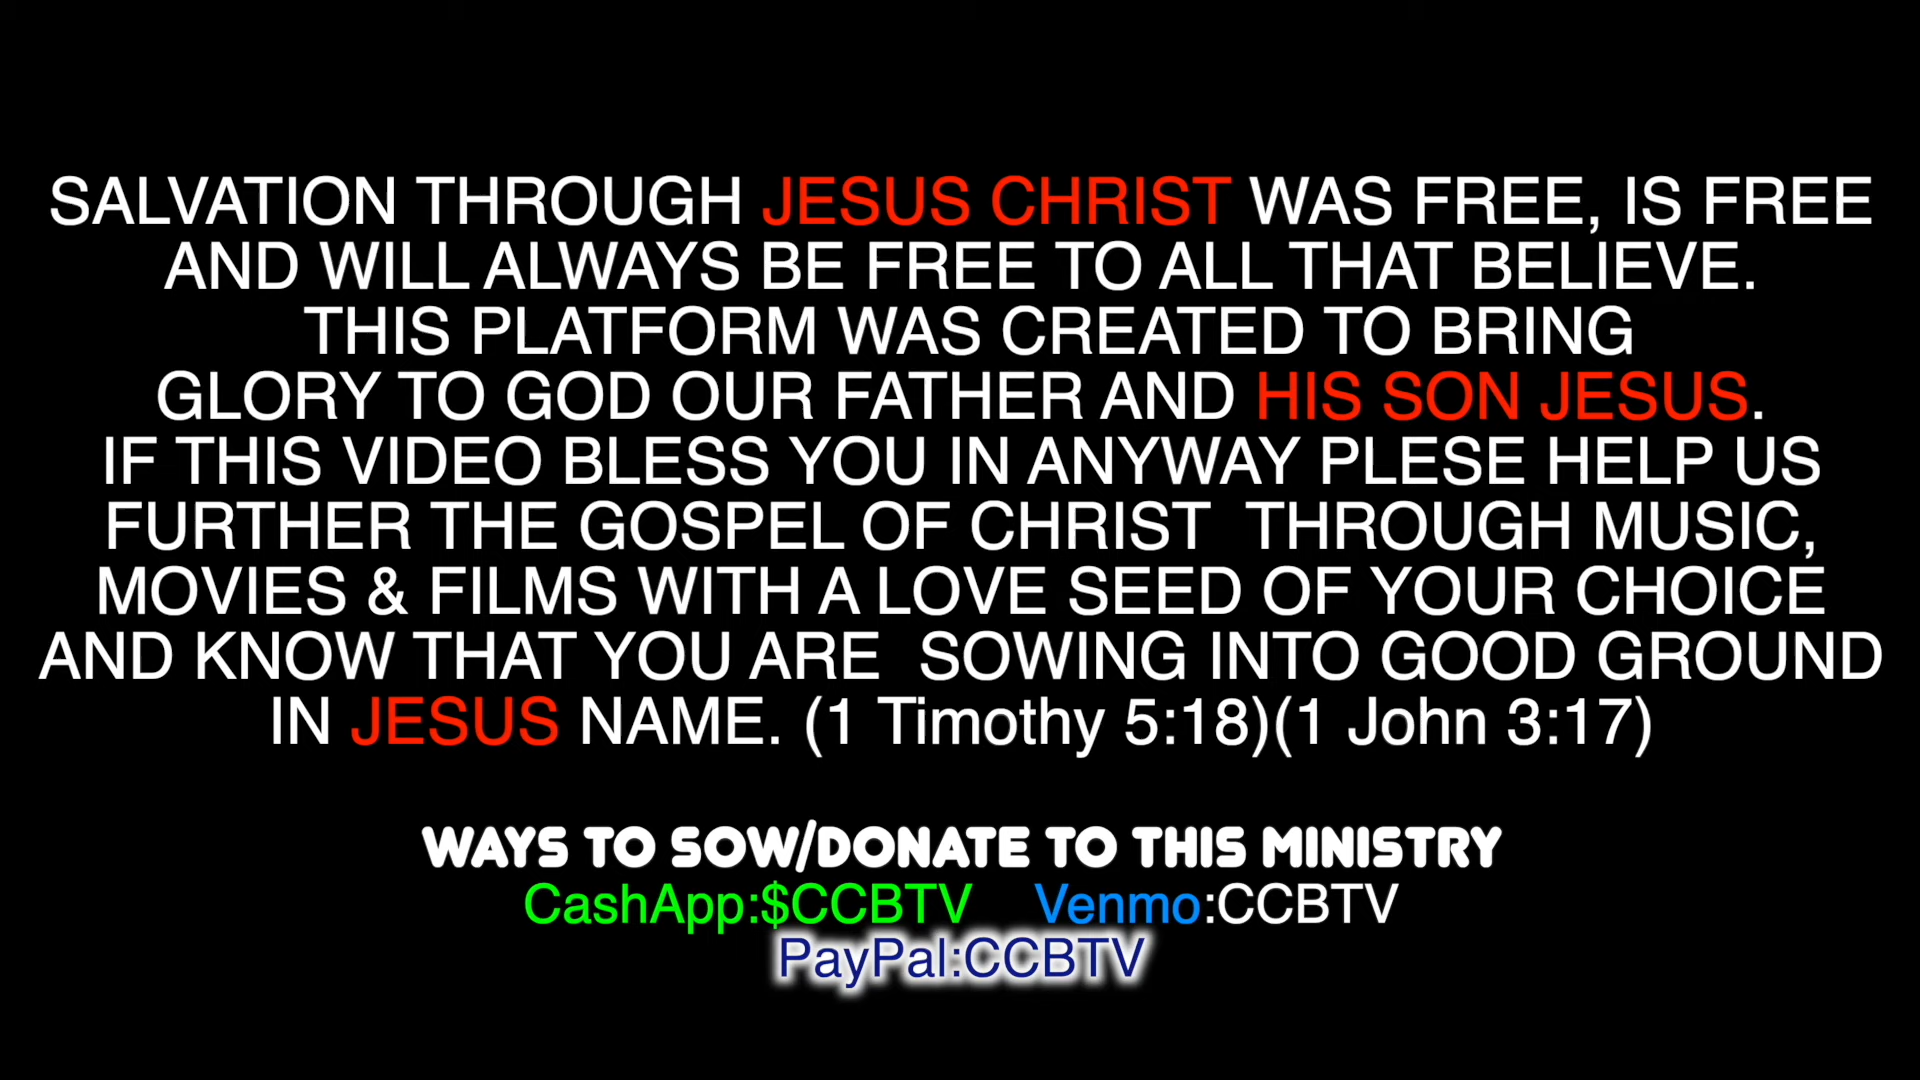 SALVATION THROUGH JESUS CHRIST WAS FREE, IS FREE
AND WILL ALWAYS BE FREE TO ALL THAT BELIEVE.
THIS PLATFORM WAS CREATED TO BRING
GLORY TO GOD OUR FATHER AND HIS SON JESUS.
IF THIS VIDEO BLESS YOU IN ANYWAY PLESE HELP US
FURTHER THE GOSPEL OF CHRIST  THROUGH MUSIC,
MOVIES & FILMS WITH A LOVE SEED OF YOUR CHOICE
AND KNOW THAT YOU ARE  SOWING INTO GOOD GROUND
IN JESUS NAME. (1 Timothy 5:18)(1 John 3:17)
WAYS TO SOW/DONATE TO THIS MINISTRY
CashApp:$CCBTV Venmo:CCBTV
PayPal:CCBTV